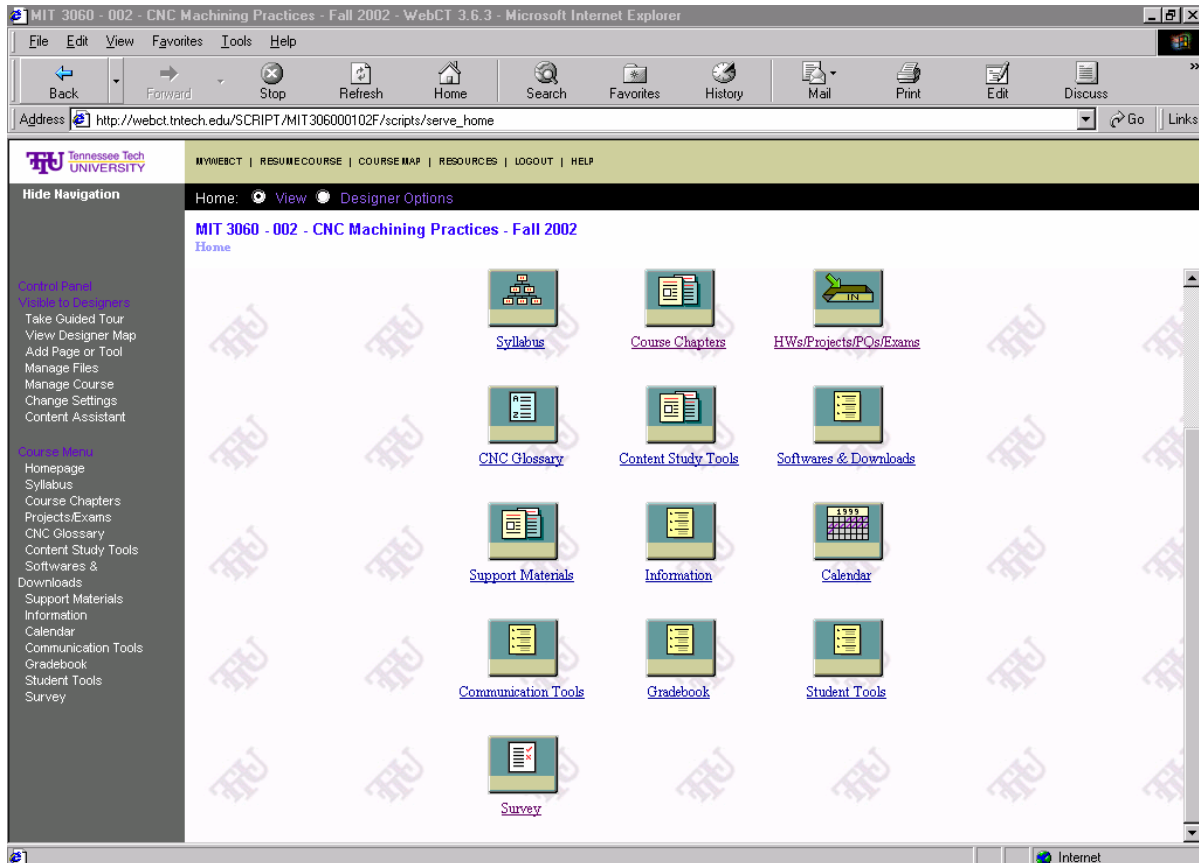 MIT 3060 - 002 - CNC Machining Practices - Fall 2002 - WebCT 3.6.3 - Microsoft Internet Explorer
File Edit View Favorites Tools Help
Back Forward Stop Refresh Home Search Favorites History Mail Print Edit Discuss
Address http://webct.tntech.edu/SCRIPT/MIT306000102F/scripts/serve_home Go Links
TTU Tennessee Tech
UNIVERSITY
MYWEBCT | RESUME COURSE | COURSE MAP | RESOURCES | LOGOUT | HELP
Hide Navigation
Home: View Designer Options
MIT 3060 - 002 - CNC Machining Practices - Fall 2002
Home
Control Panel
Visible to Designers
Take Guided Tour
View Designer Map
Add Page or Tool
Manage Files
Manage Course
Change Settings
Content Assistant
Course Menu
Homepage
Syllabus
Course Chapters
Projects/Exams
CNC Glossary
Content Study Tools
Softwares &
Downloads
Support Materials
Information
Calendar
Communication Tools
Gradebook
Student Tools
Survey
IN
Syllabus Course Chapters HWs/Projects/PQs/Exams
A
Z
CNC Glossary Content Study Tools Softwares & Downloads
1999
Support Materials Information Calendar
Communication Tools Gradebook Student Tools
Survey
Internet